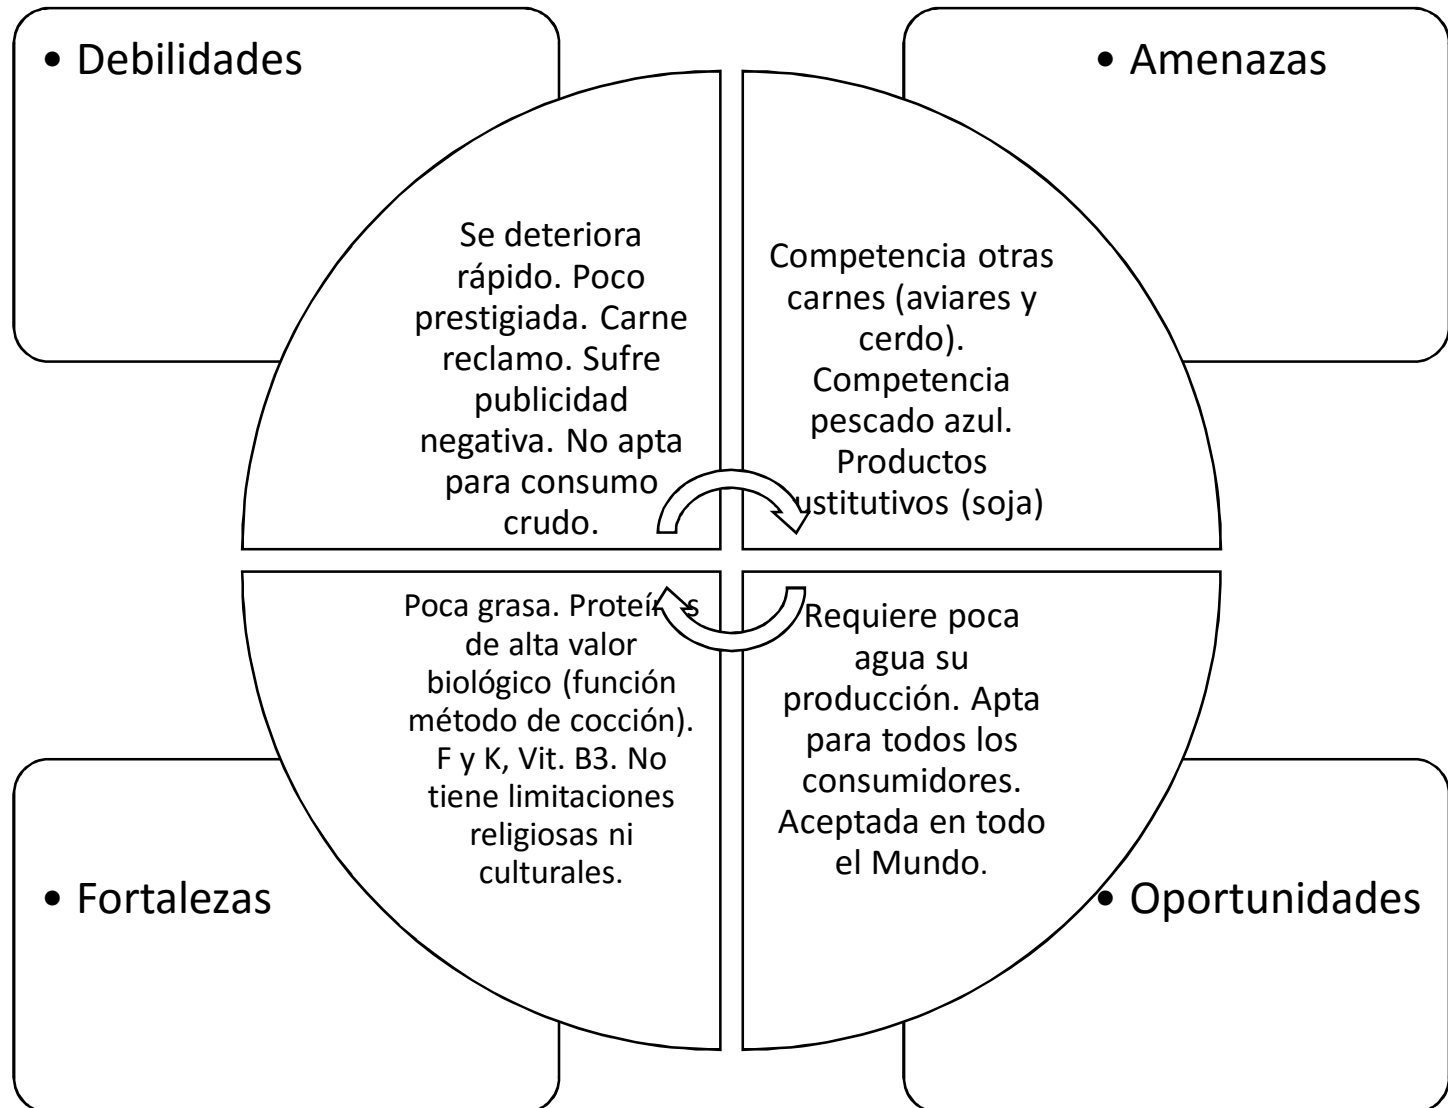 • Debilidades
Se deteriora
rápido. Poco
prestigiada. Carne
reclamo. Sufre
publicidad
negativa. No apta
para consumo
crudo.
• Amenazas
Competencia otras
carnes (aviares y
cerdo).
Competencia
pescado azul.
Productos
ustitutivos (soja)
• Fortalezas
Poca grasa. Proteínas
de alta valor
biológico (función
método de cocción).
F y K, Vit. B3. No
tiene limitaciones
religiosas ni
culturales.
• Oportunidades
Requiere poca
agua su
producción. Apta
para todos los
consumidores.
Aceptada en todo
el Mundo.